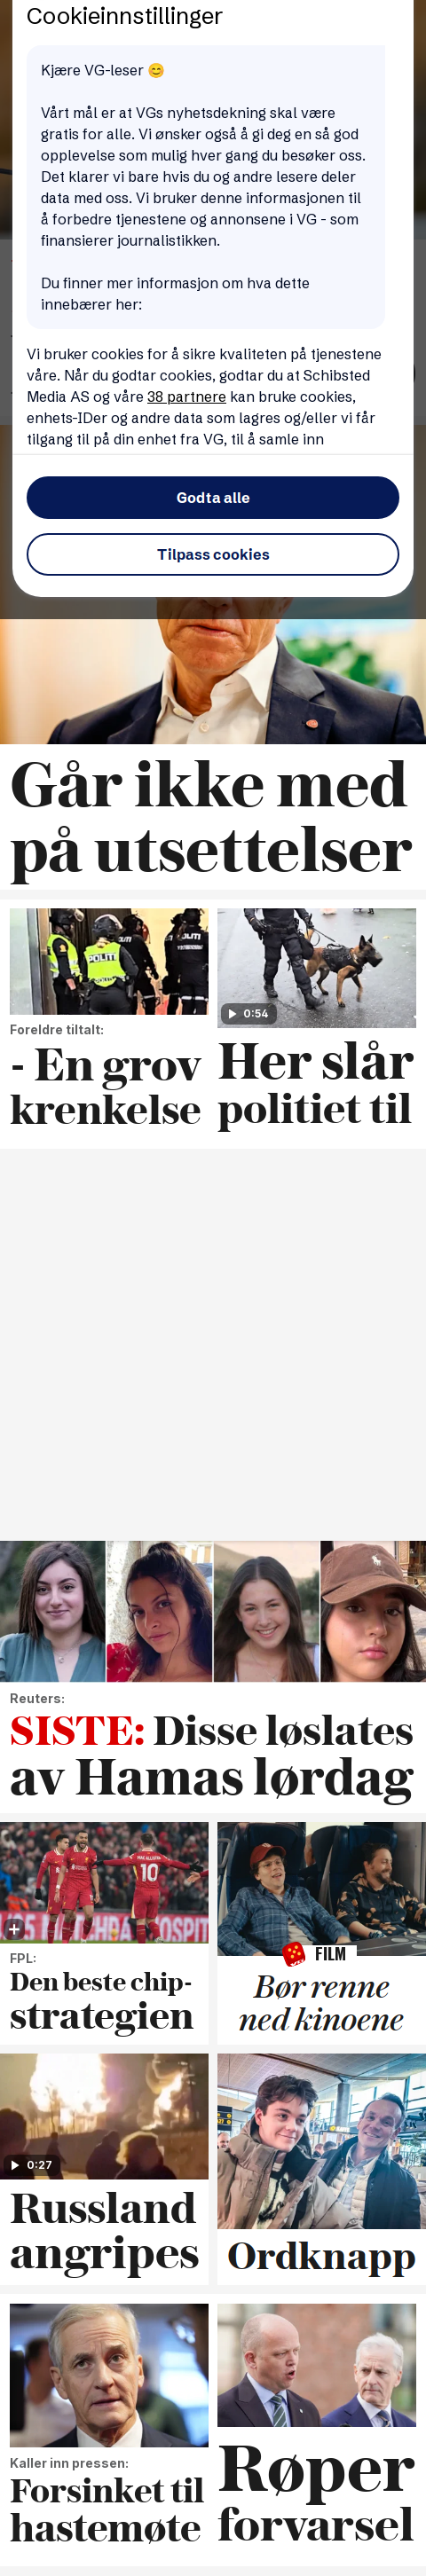 Cookieinnstillinger
Kjære VG-leser 😊
Vårt mål er at VGs nyhetsdekning skal være
gratis for alle. Vi ønsker også å gi deg en så god
opplevelse som mulig hver gang du besøker oss.
Det klarer vi bare hvis du og andre lesere deler
data med oss. Vi bruker denne informasjonen til
å forbedre tjenestene og annonsene i VG - som
finansierer journalistikken.
Du finner mer informasjon om hva dette
innebærer her:
Vi bruker cookies for å sikre kvaliteten på tjenestene
våre. Når du godtar cookies, godtar du at Schibsted
Media AS og våre 38 partnere kan bruke cookies,
enhets-IDer og andre data som lagres og/eller vi får
tilgang til på din enhet fra VG, til å samle inn
Godta alle
Tilpass cookies
Går ikke med
på utsettelser
POLITI
Foreldre tiltalt:
- En grov
krenkelse
0:54
Her slår
politiet til
Reuters:
SISTE: Disse løslates
av Hamas lørdag
10
FPL:
Den beste chip-
strategien
FILM
Bør renne
ned kinoene
0:27
Russland
angripes
Ordknapp
Kaller inn pressen:
Forsinket til
hastemøte
Røper
forvarsel